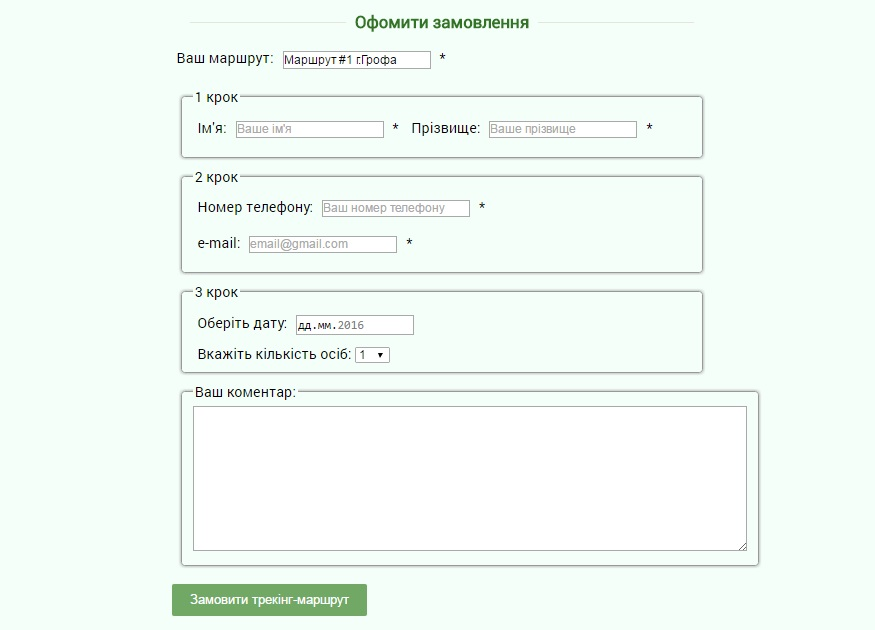 Офомити замовлення
Ваш маршрут: Маршрут #1 г.Грофа *
1 крок
Ім'я: Ваше ім'я * Прізвище: Ваше прізвище *
2 крок
Номер телефону: Ваш номер телефону *
e-mail: email@gmail.com *
3 крок
Оберіть дату: дд.мм.2016
Вкажіть кількість осіб: 1
Ваш коментар:
Замовити трекінг-маршрут